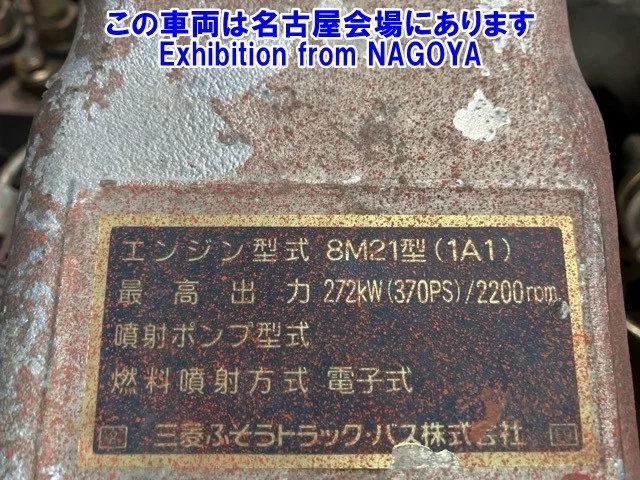 この車両は名古屋会場にあります
Exhibition from NAGOYA
エンジン型式 8M21型(1A1)
最高出力 272kW(370PS)/2200rpm
噴射ポンプ型式
燃料噴射方式 電子式
三菱ふそうトラック・バス株式会社